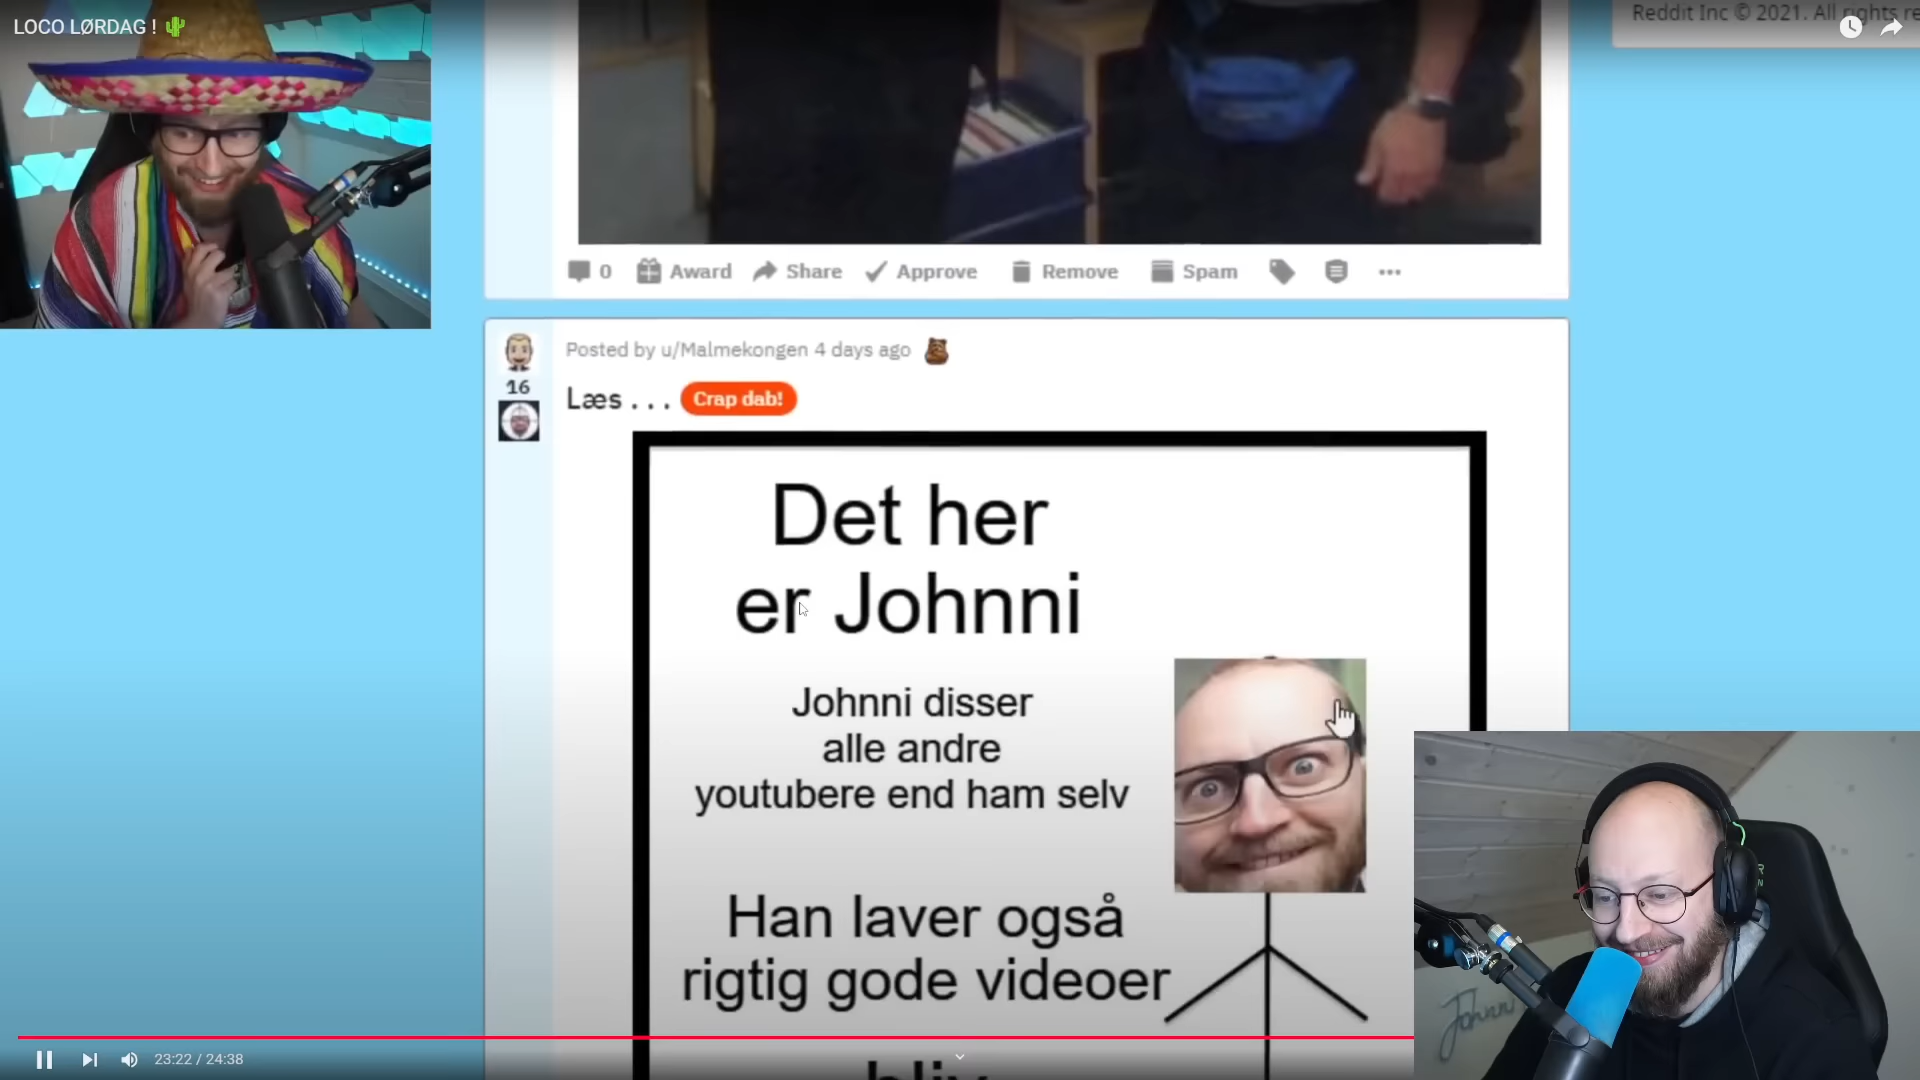 LOCO LØRDAG ! 🌵
Reddit Inc © 2021. All rights re
0 Award Share Approve Remove Spam •••
Posted by u/Malmekongen 4 days ago
16
Læs . . . Crap dab!
Det her
er Johnni
Johnni disser
alle andre
youtubere end ham selv
Han laver også
rigtig gode videoer
bliv
Johnni
23:22 / 24:38